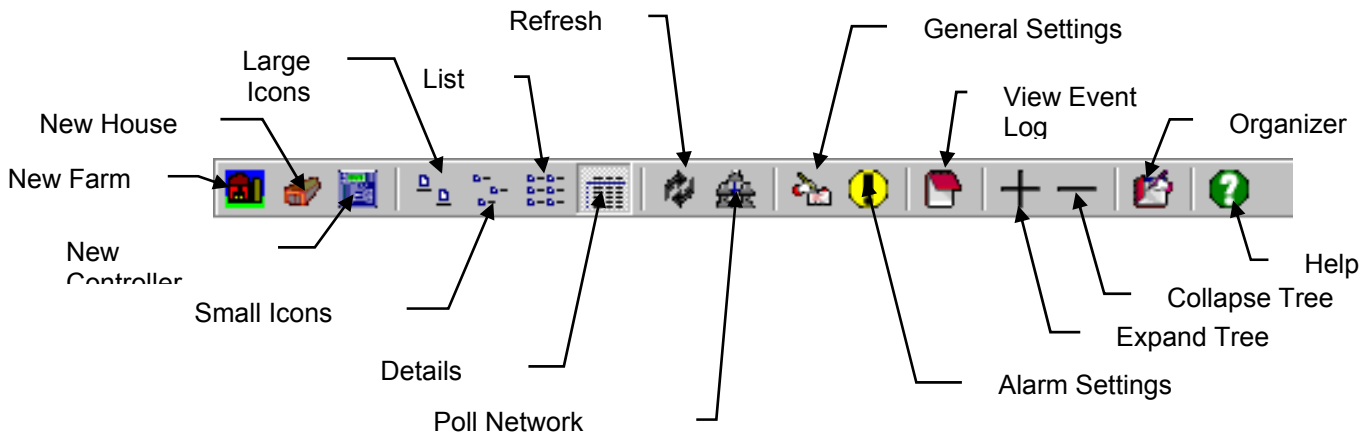 Refresh
General Settings
Large
Icons
List
View Event
Log
New House
Organizer
New Farm
New
Controller
Help
Small Icons
Collapse Tree
Expand Tree
Details
Alarm Settings
Poll Network